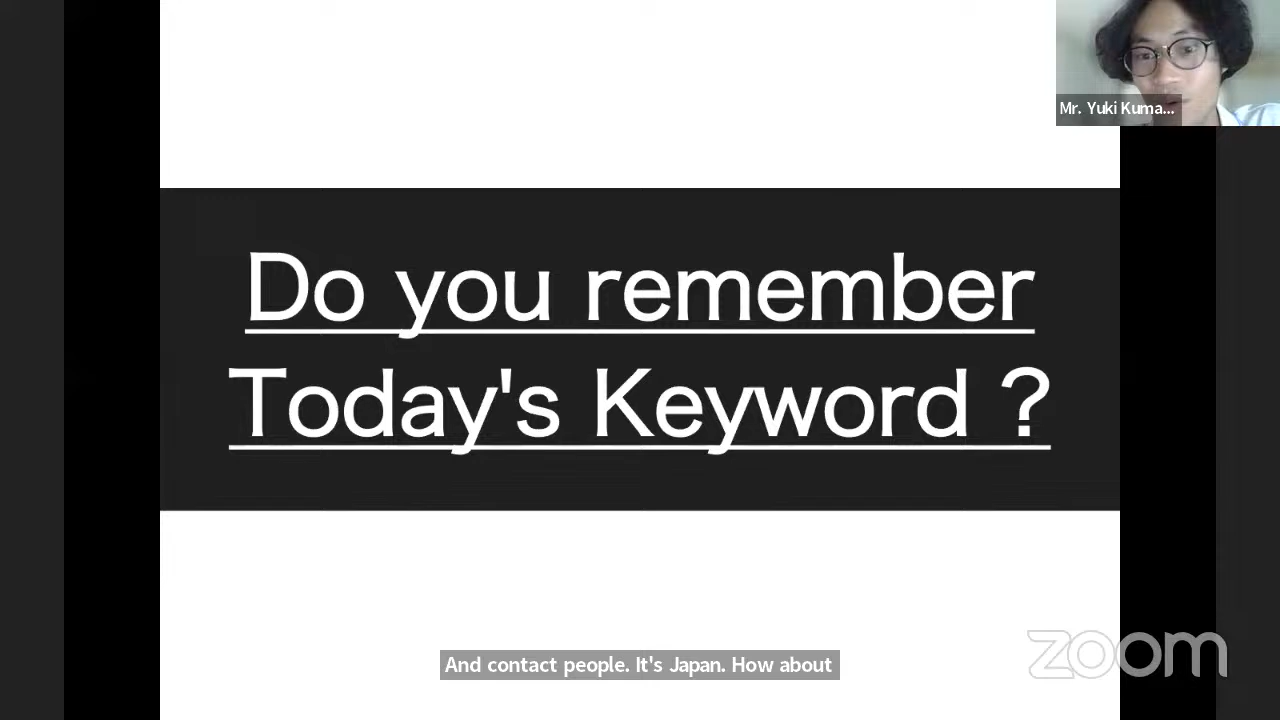 Mr. Yuki Kuma...
Do you remember
Today's Keyword ?
And contact people. It's Japan. How about
zoom